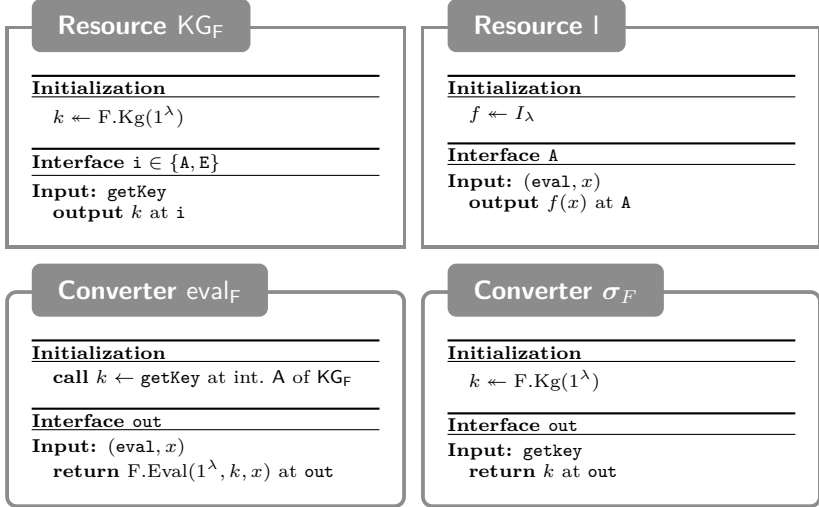 Resource KG_F
Initialization
k ↞ F.Kg(1^λ)
Interface i ∈ {A, E}
Input: getKey
output k at i
Resource I
Initialization
f ↞ I_λ
Interface A
Input: (eval, x)
output f(x) at A
Converter eval_F
Initialization
call k ← getKey at int. A of KG_F
Interface out
Input: (eval, x)
return F.Eval(1^λ, k, x) at out
Converter σ_F
Initialization
k ↞ F.Kg(1^λ)
Interface out
Input: getkey
return k at out